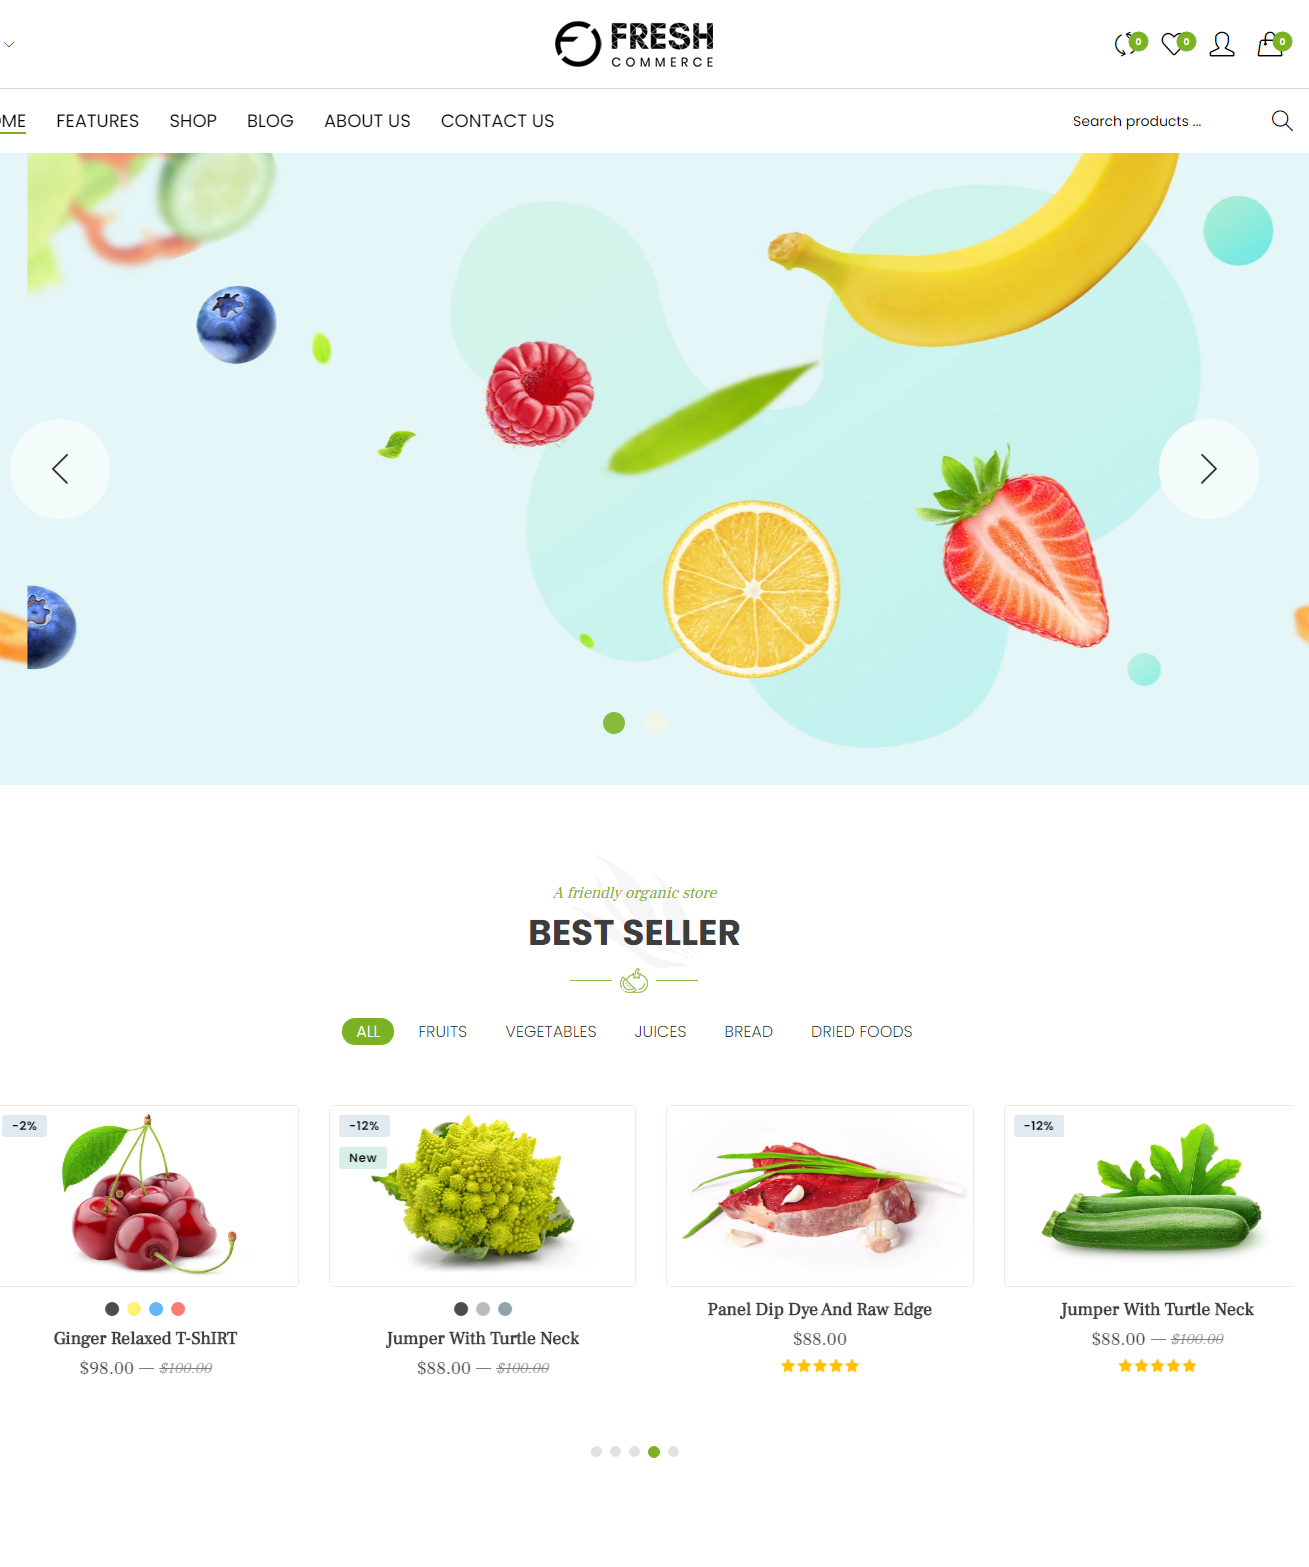 FRESH
COMMERCE
0
0
0
OME
FEATURES
SHOP
BLOG
ABOUT US
CONTACT US
Search products ...
A friendly organic store
BEST SELLER
ALL
FRUITS
VEGETABLES
JUICES
BREAD
DRIED FOODS
-2%
-12%
New
-12%
Ginger Relaxed T-ShIRT
$98.00 — $100.00
Jumper With Turtle Neck
$88.00 — $100.00
Panel Dip Dye And Raw Edge
$88.00
Jumper With Turtle Neck
$88.00 — $100.00